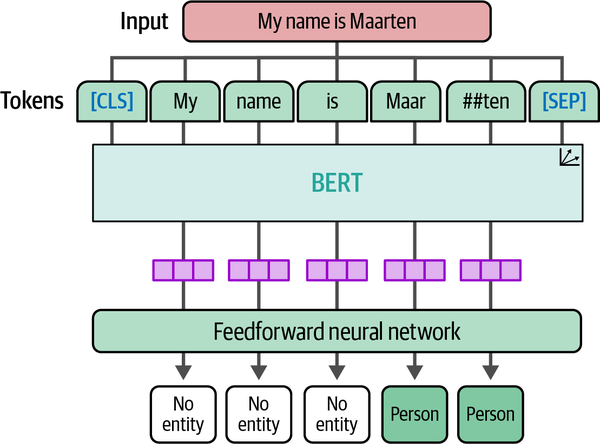 Input
My name is Maarten
Tokens
[CLS] My name is Maar ##ten [SEP]
BERT
Feedforward neural network
No entity
No entity
No entity
Person
Person